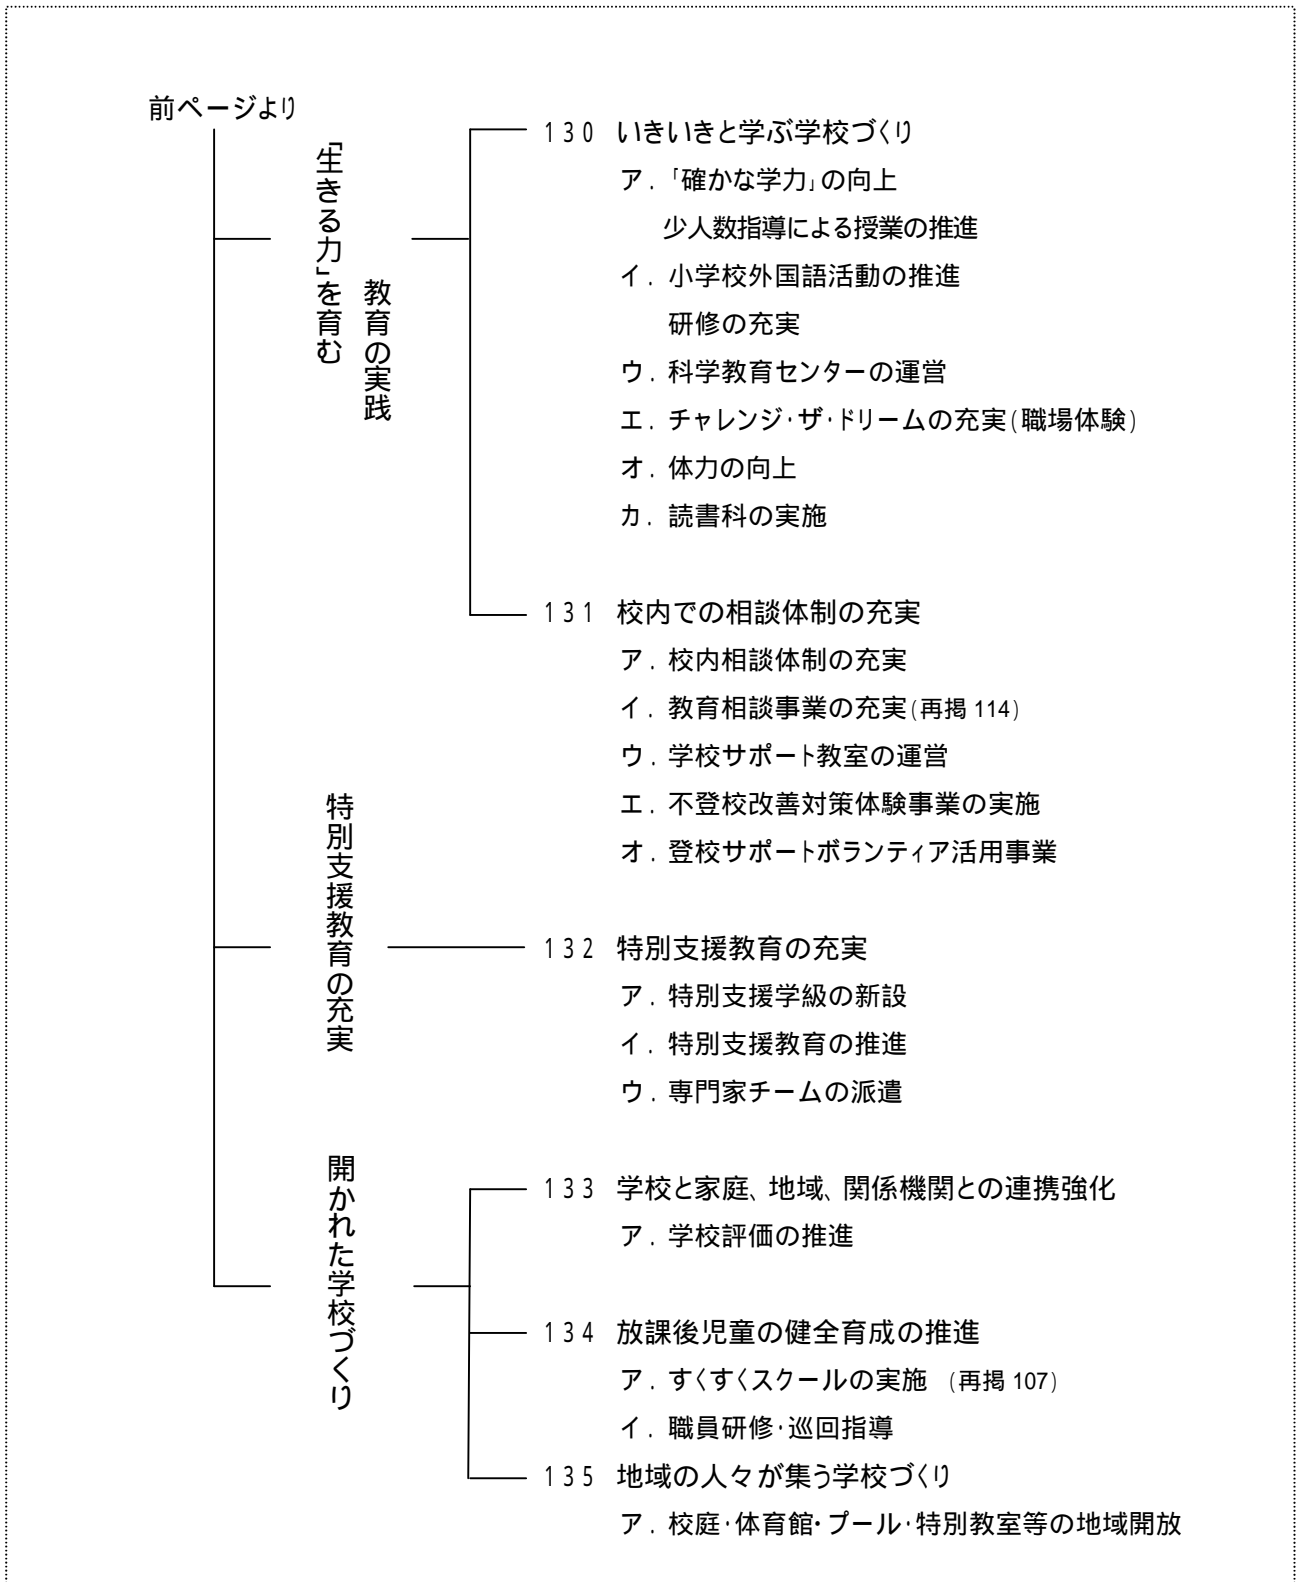 前ページより
「生きる力」を育む
教育の実践
130 いきいきと学ぶ学校づくり
ア．「確かな学力」の向上
少人数指導による授業の推進
イ．小学校外国語活動の推進
研修の充実
ウ．科学教育センターの運営
エ．チャレンジ・ザ・ドリームの充実（職場体験）
オ．体力の向上
カ．読書科の実施
131 校内での相談体制の充実
ア．校内相談体制の充実
イ．教育相談事業の充実（再掲 114）
ウ．学校サポート教室の運営
エ．不登校改善対策体験事業の実施
オ．登校サポートボランティア活用事業
特別支援教育の充実
132 特別支援教育の充実
ア．特別支援学級の新設
イ．特別支援教育の推進
ウ．専門家チームの派遣
開かれた学校づくり
133 学校と家庭、地域、関係機関との連携強化
ア．学校評価の推進
134 放課後児童の健全育成の推進
ア．すくすくスクールの実施 （再掲 107）
イ．職員研修・巡回指導
135 地域の人々が集う学校づくり
ア．校庭・体育館・プール・特別教室等の地域開放